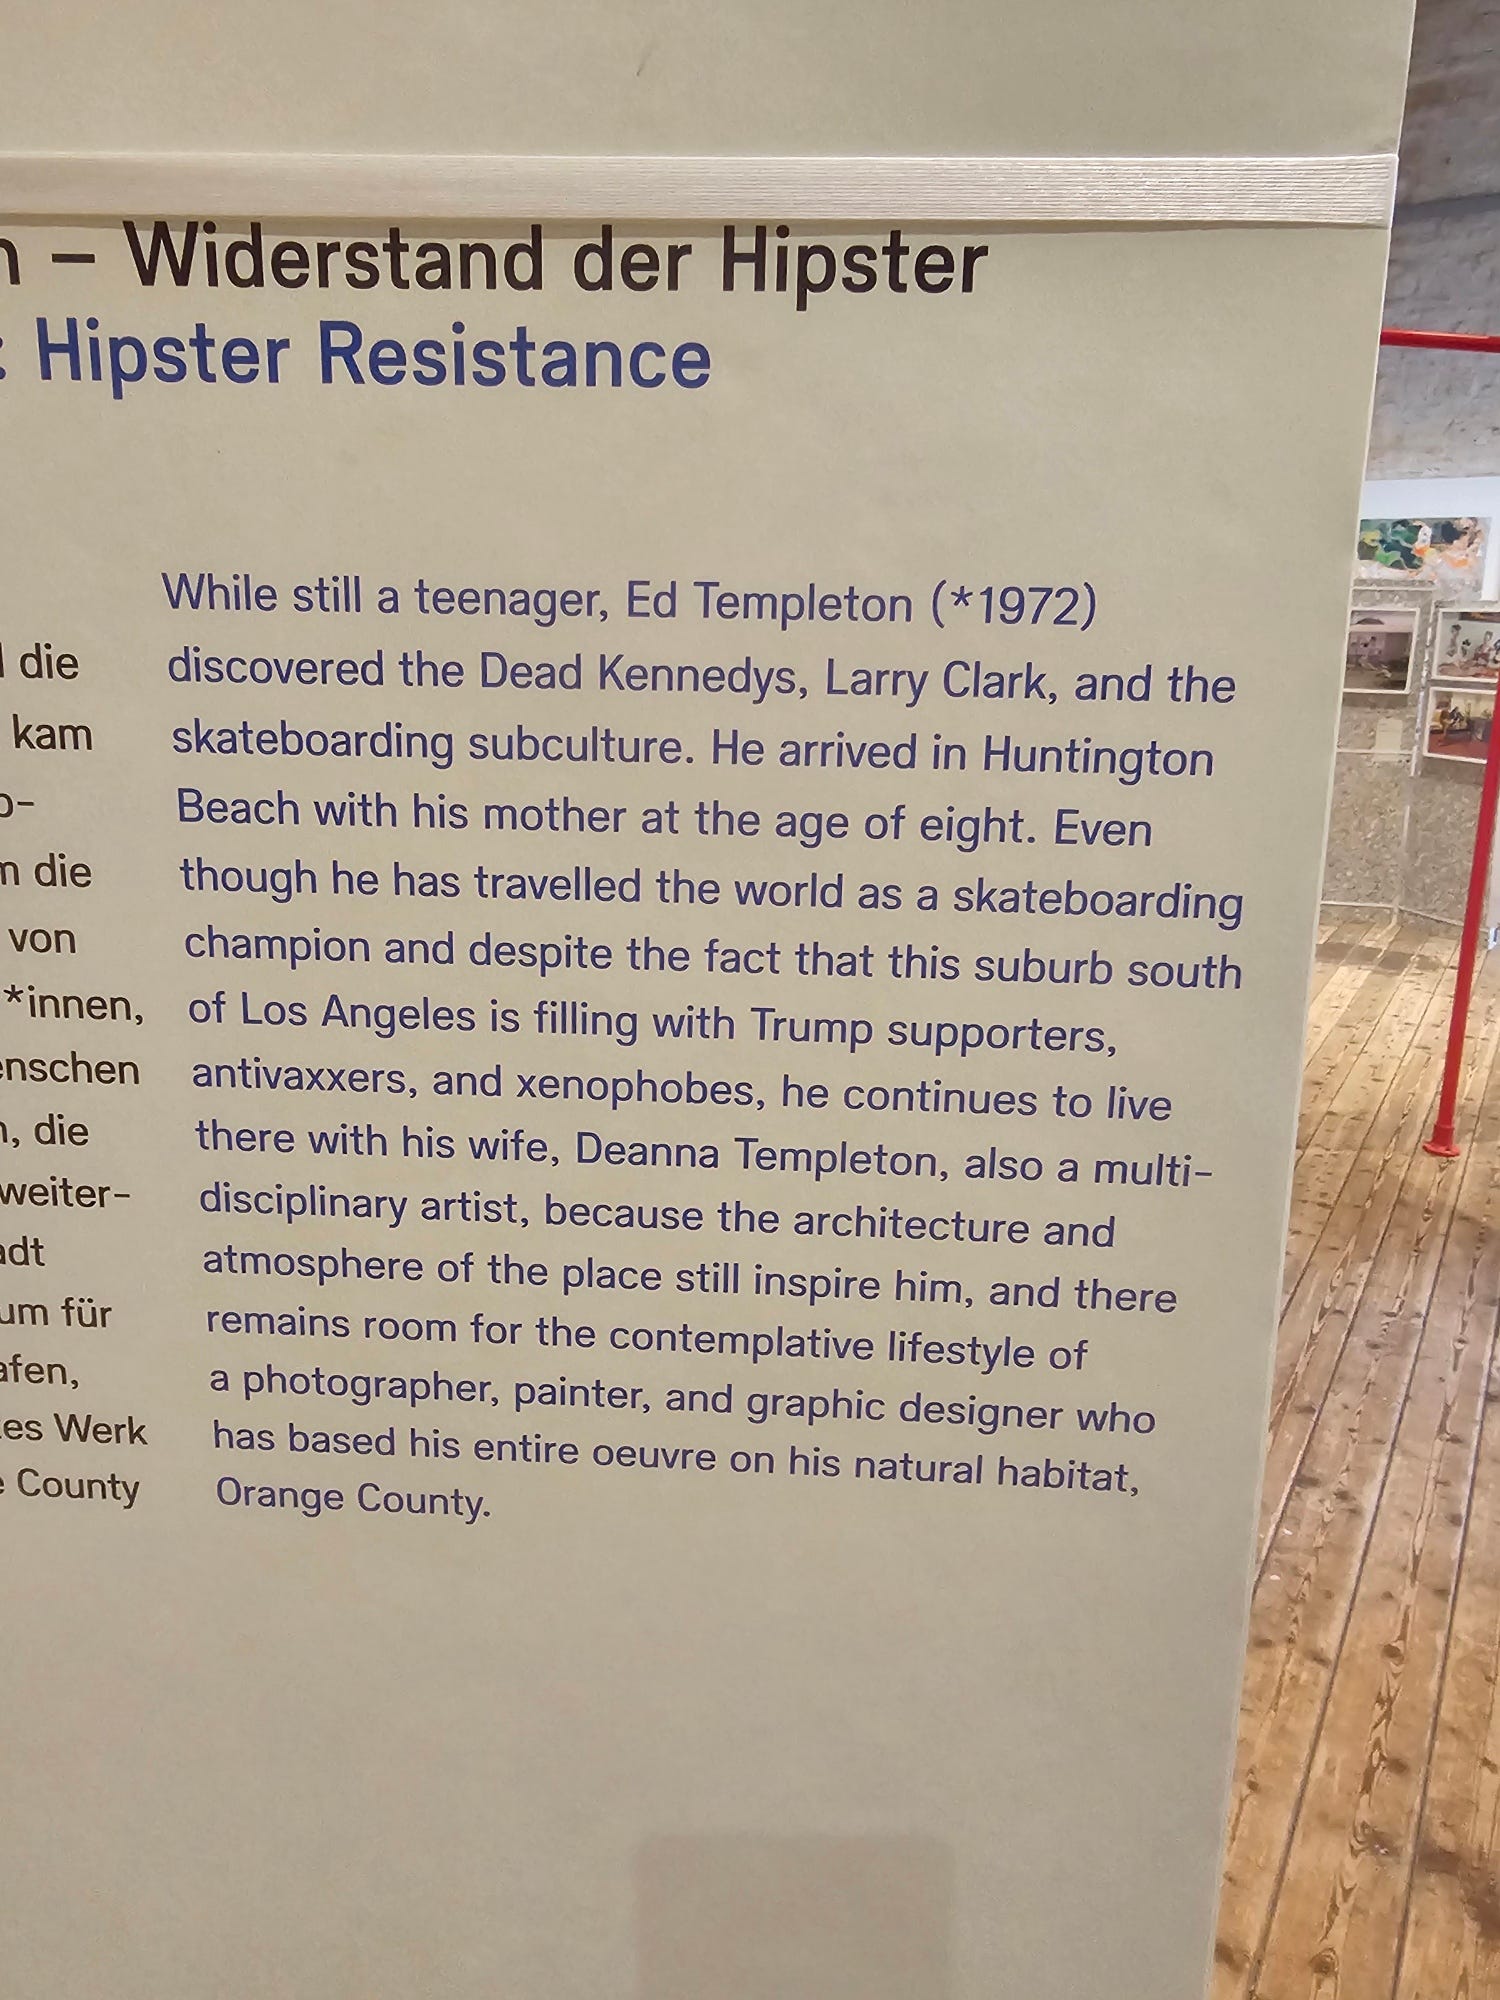 – Widerstand der Hipster
: Hipster Resistance
die
kam
die
von
*innen,
die
weiter-
für
Werk
County
While still a teenager, Ed Templeton (*1972)
discovered the Dead Kennedys, Larry Clark, and the
skateboarding subculture. He arrived in Huntington
Beach with his mother at the age of eight. Even
though he has travelled the world as a skateboarding
champion and despite the fact that this suburb south
of Los Angeles is filling with Trump supporters,
antivaxxers, and xenophobes, he continues to live
there with his wife, Deanna Templeton, also a multi-
disciplinary artist, because the architecture and
atmosphere of the place still inspire him, and there
remains room for the contemplative lifestyle of
a photographer, painter, and graphic designer who
has based his entire oeuvre on his natural habitat,
Orange County.